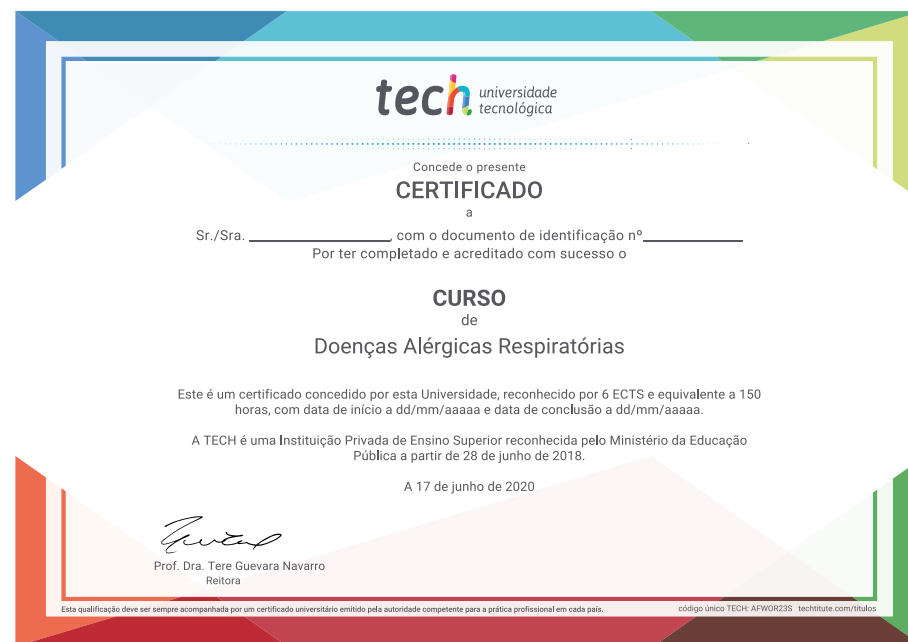 tech universidade
tecnológica
Concede o presente
CERTIFICADO
a
Sr./Sra. , com o documento de identificação nº
Por ter completado e acreditado com sucesso o
CURSO
de
Doenças Alérgicas Respiratórias
Este é um certificado concedido por esta Universidade, reconhecido por 6 ECTS e equivalente a 150
horas, com data de início a dd/mm/aaaaa e data de conclusão a dd/mm/aaaaa.
A TECH é uma Instituição Privada de Ensino Superior reconhecida pelo Ministério da Educação
Pública a partir de 28 de junho de 2018.
A 17 de junho de 2020
Prof. Dra. Tere Guevara Navarro
Reitora
Esta qualificação deve ser sempre acompanhada por um certificado universitário emitido pela autoridade competente para a prática profissional em cada país. código único TECH: AFWOR23S techtitute.com/titulos